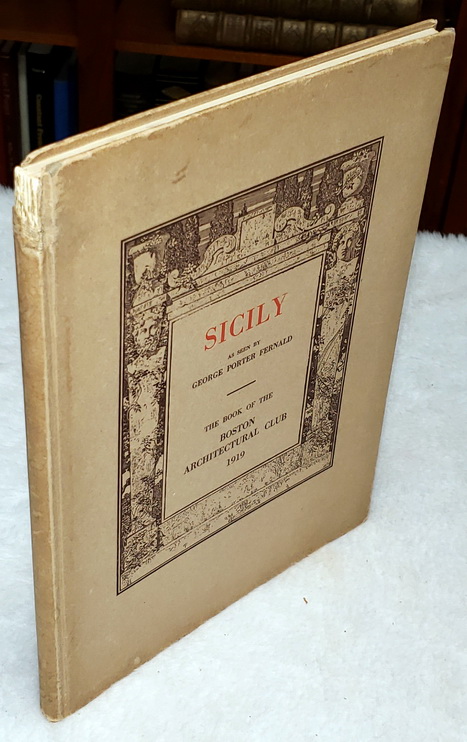 SICILY
AS SEEN BY
GEORGE PORTER FERNALD
THE BOOK OF THE
BOSTON
ARCHITECTURAL CLUB
1919